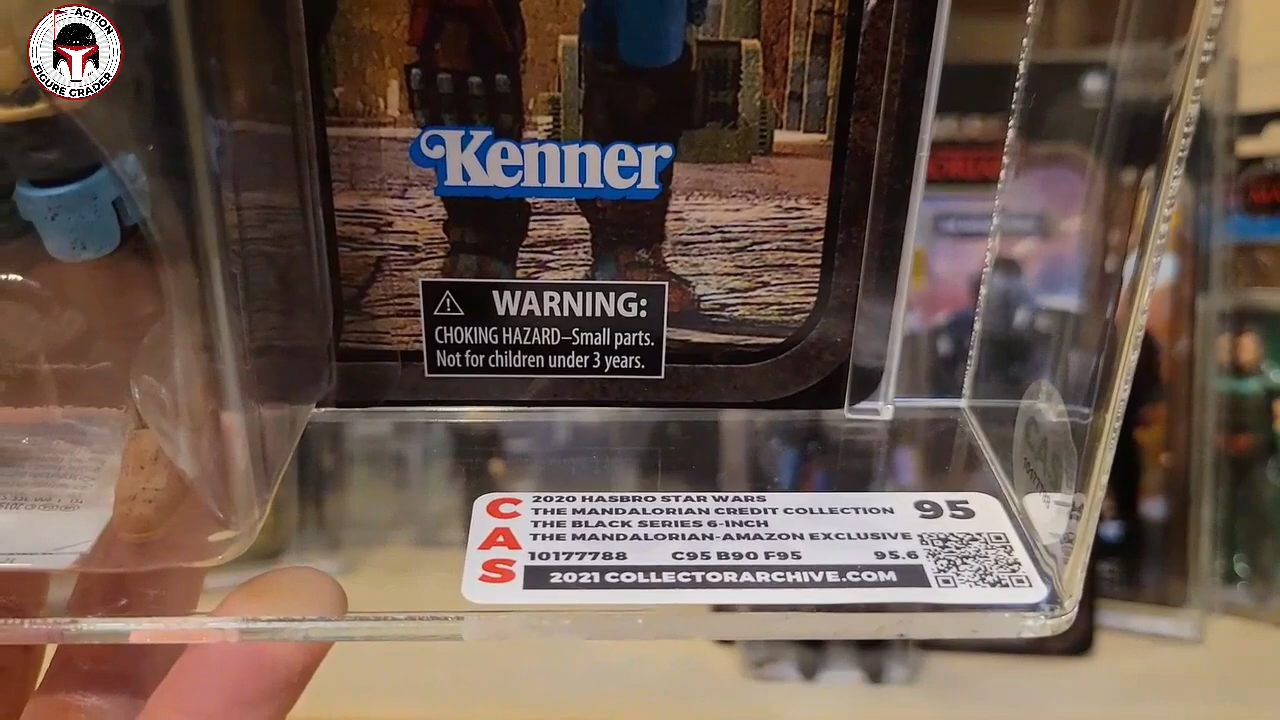 ACTION
FIGURE GRADER
Kenner
WARNING:
CHOKING HAZARD–Small parts.
Not for children under 3 years.
CAS
2020 HASBRO STAR WARS
THE MANDALORIAN CREDIT COLLECTION
THE BLACK SERIES 6-INCH
THE MANDALORIAN-AMAZON EXCLUSIVE
95
10177788 C95 B90 F95 95.6
2021 COLLECTORARCHIVE.COM